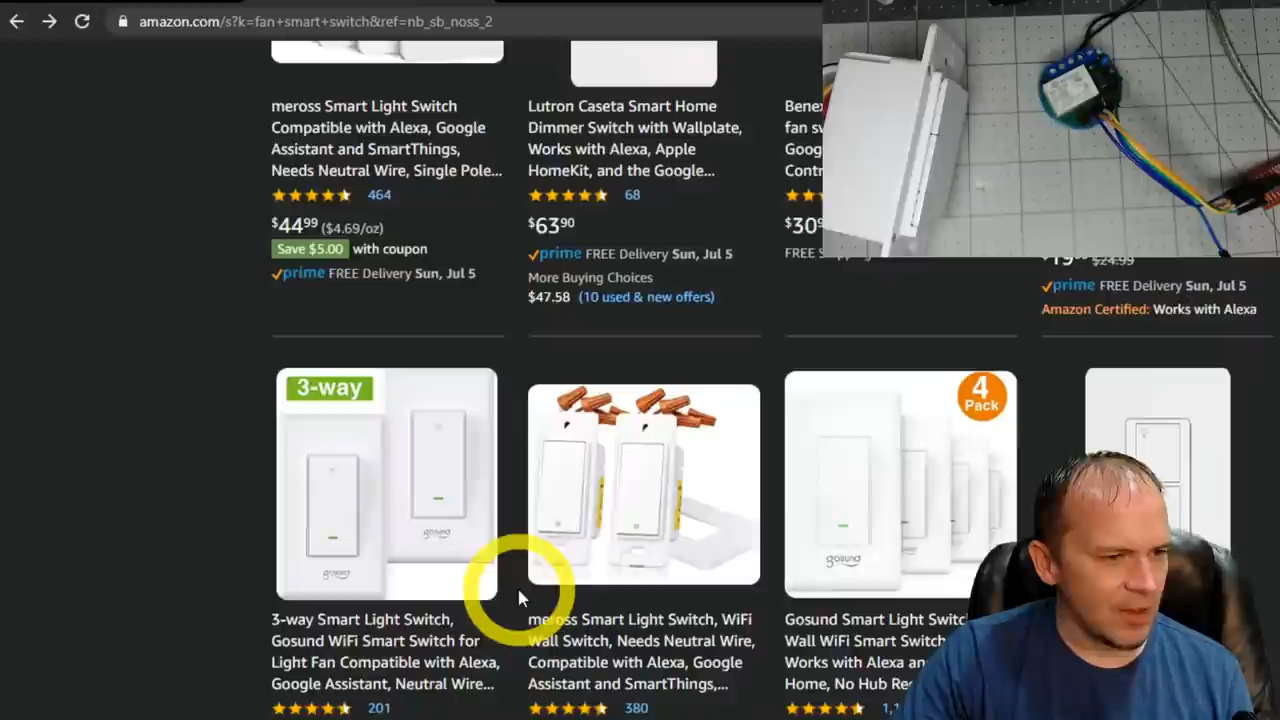 amazon.com/s?k=fan+smart+switch&ref=nb_sb_noss_2
meross Smart Light Switch
Compatible with Alexa, Google
Assistant and SmartThings,
Needs Neutral Wire, Single Pole...
464
$44.99 ($4.69/oz)
Save $5.00 with coupon
prime FREE Delivery Sun, Jul 5
Lutron Caseta Smart Home
Dimmer Switch with Wallplate,
Works with Alexa, Apple
HomeKit, and the Google...
68
$63.90
prime FREE Delivery Sun, Jul 5
More Buying Choices
$47.58 (10 used & new offers)
fan
Goog
$30
FREE
$24.99
prime FREE Delivery Sun, Jul 5
Amazon Certified: Works with Alexa
3-way
gosund
gosund
3-way Smart Light Switch,
Gosund WiFi Smart Switch for
Light Fan Compatible with Alexa,
Google Assistant, Neutral Wire...
201
meross Smart Light Switch, WiFi
Wall Switch, Needs Neutral Wire,
Compatible with Alexa, Google
Assistant and SmartThings,...
380
4
Pack
gosund
Gosund Smart Light Switc
Wall WiFi Smart Switch
Works with Alexa an
Home, No Hub Re
1,1